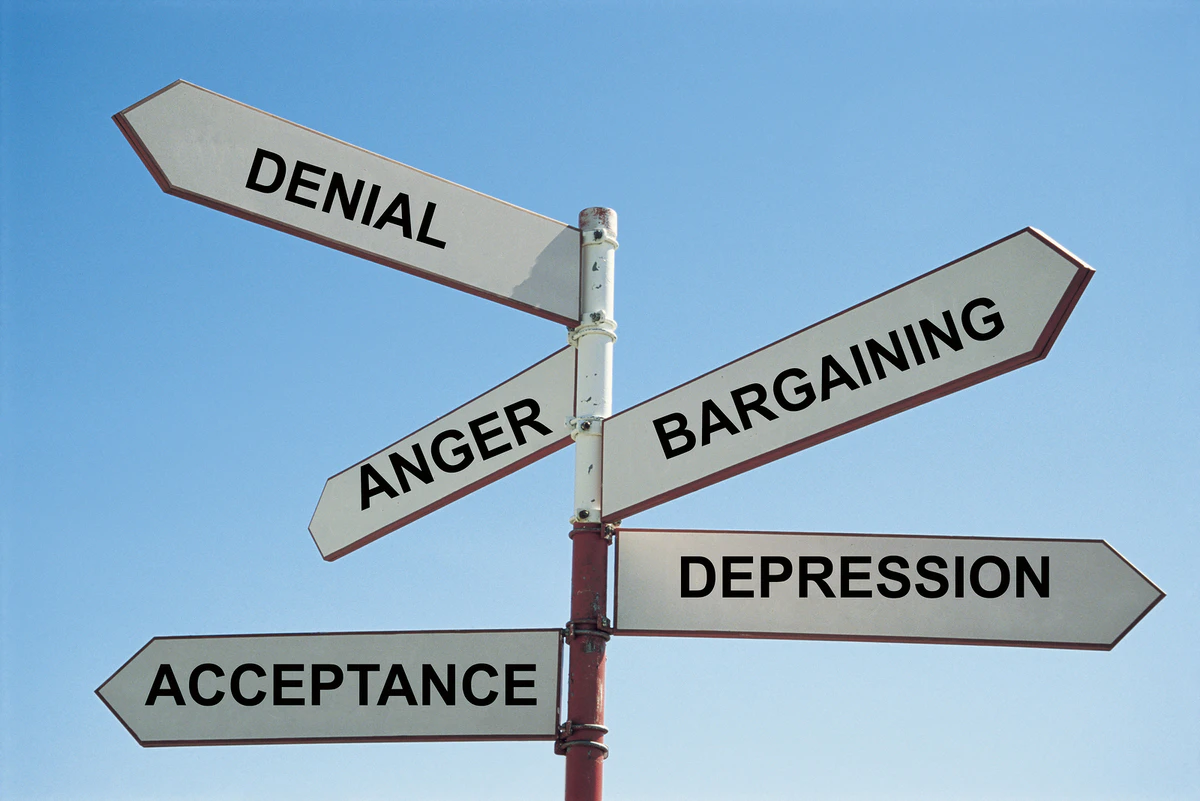 DENIAL
ANGER
BARGAINING
DEPRESSION
ACCEPTANCE